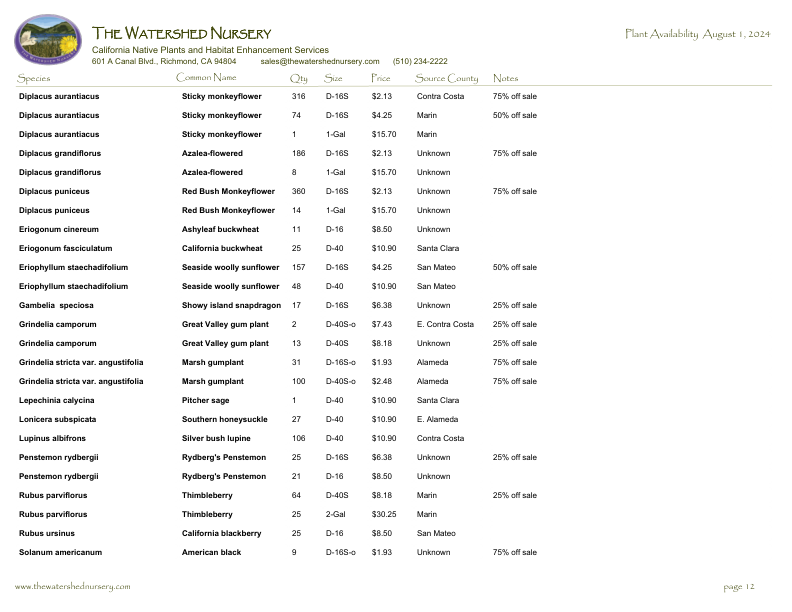 THE WATERSHED NURSERY
Plant Availability August 1, 2024
California Native Plants and Habitat Enhancement Services
601 A Canal Blvd., Richmond, CA 94804 sales@thewatershednursery.com (510) 234-2222
Species Common Name Qty Size Price Source County Notes
Diplacus aurantiacus Sticky monkeyflower 316 D-16S $2.13 Contra Costa 75% off sale
Diplacus aurantiacus Sticky monkeyflower 74 D-16S $4.25 Marin 50% off sale
Diplacus aurantiacus Sticky monkeyflower 1 1-Gal $15.70 Marin
Diplacus grandiflorus Azalea-flowered 186 D-16S $2.13 Unknown 75% off sale
Diplacus grandiflorus Azalea-flowered 8 1-Gal $15.70 Unknown
Diplacus puniceus Red Bush Monkeyflower 360 D-16S $2.13 Unknown 75% off sale
Diplacus puniceus Red Bush Monkeyflower 14 1-Gal $15.70 Unknown
Eriogonum cinereum Ashyleaf buckwheat 11 D-16 $8.50 Unknown
Eriogonum fasciculatum California buckwheat 25 D-40 $10.90 Santa Clara
Eriophyllum staechadifolium Seaside woolly sunflower 157 D-16S $4.25 San Mateo 50% off sale
Eriophyllum staechadifolium Seaside woolly sunflower 48 D-40 $10.90 San Mateo
Gambelia speciosa Showy island snapdragon 17 D-16S $6.38 Unknown 25% off sale
Grindelia camporum Great Valley gum plant 2 D-40S-o $7.43 E. Contra Costa 25% off sale
Grindelia camporum Great Valley gum plant 13 D-40S $8.18 Unknown 25% off sale
Grindelia stricta var. angustifolia Marsh gumplant 31 D-16S-o $1.93 Alameda 75% off sale
Grindelia stricta var. angustifolia Marsh gumplant 100 D-40S-o $2.48 Alameda 75% off sale
Lepechinia calycina Pitcher sage 1 D-40 $10.90 Santa Clara
Lonicera subspicata Southern honeysuckle 27 D-40 $10.90 E. Alameda
Lupinus albifrons Silver bush lupine 106 D-40 $10.90 Contra Costa
Penstemon rydbergii Rydberg's Penstemon 25 D-16S $6.38 Unknown 25% off sale
Penstemon rydbergii Rydberg's Penstemon 21 D-16 $8.50 Unknown
Rubus parviflorus Thimbleberry 64 D-40S $8.18 Marin 25% off sale
Rubus parviflorus Thimbleberry 25 2-Gal $30.25 Marin
Rubus ursinus California blackberry 25 D-16 $8.50 San Mateo
Solanum americanum American black 9 D-16S-o $1.93 Unknown 75% off sale
www.thewatershednursery.com page 12